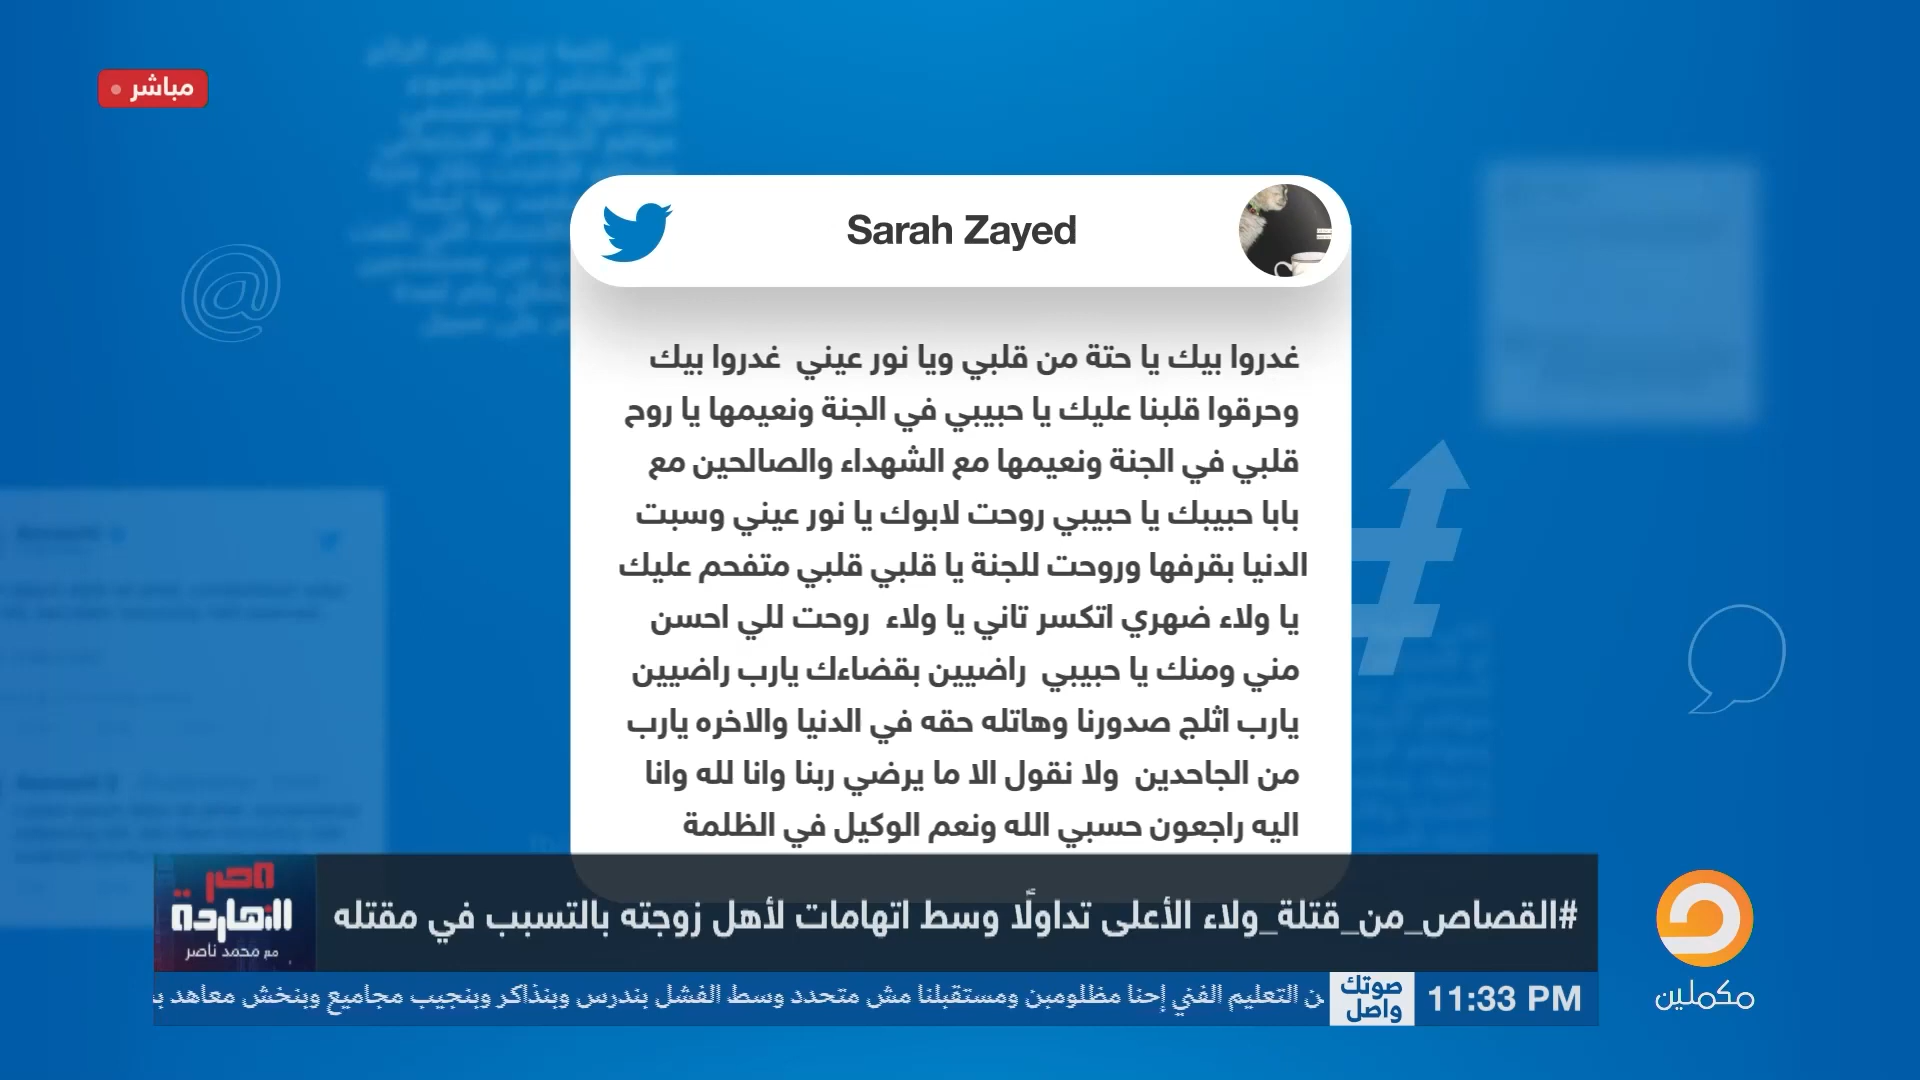 مباشر
Sarah Zayed
غدروا بيك يا حتة من قلبي ويا نور عيني غدروا بيك
وحرقوا قلبنا عليك يا حبيبي في الجنة ونعيمها يا روح
قلبي في الجنة ونعيمها مع الشهداء والصالحين مع
بابا حبيبك يا حبيبي روحت لابوك يا نور عيني وسبت
الدنيا بقرفها وروحت للجنة يا قلبي قلبي متفحم عليك
يا ولاء ضهري اتكسر تاني يا ولاء روحت للي احسن
مني ومنك يا حبيبي راضيين بقضاءك يارب راضيين
يارب اثلج صدورنا وهاتله حقه في الدنيا والاخره يارب
من الجاحدين ولا نقول الا ما يرضي ربنا وانا لله وانا
اليه راجعون حسبي الله ونعم الوكيل في الظلمة
#القصاص_من_قتلة_ولاء الأعلى تداولًا وسط اتهامات لأهل زوجته بالتسبب في مقتله
مصر
النهاردة
مع محمد ناصر
11:33 PM
صوتك
واصل
التعليم الفني إحنا مظلومين ومستقبلنا مش متحدد وسط الفشل بندرس وبنذاكر وبنجيب مجاميع وبنخش معاهد
مكملين